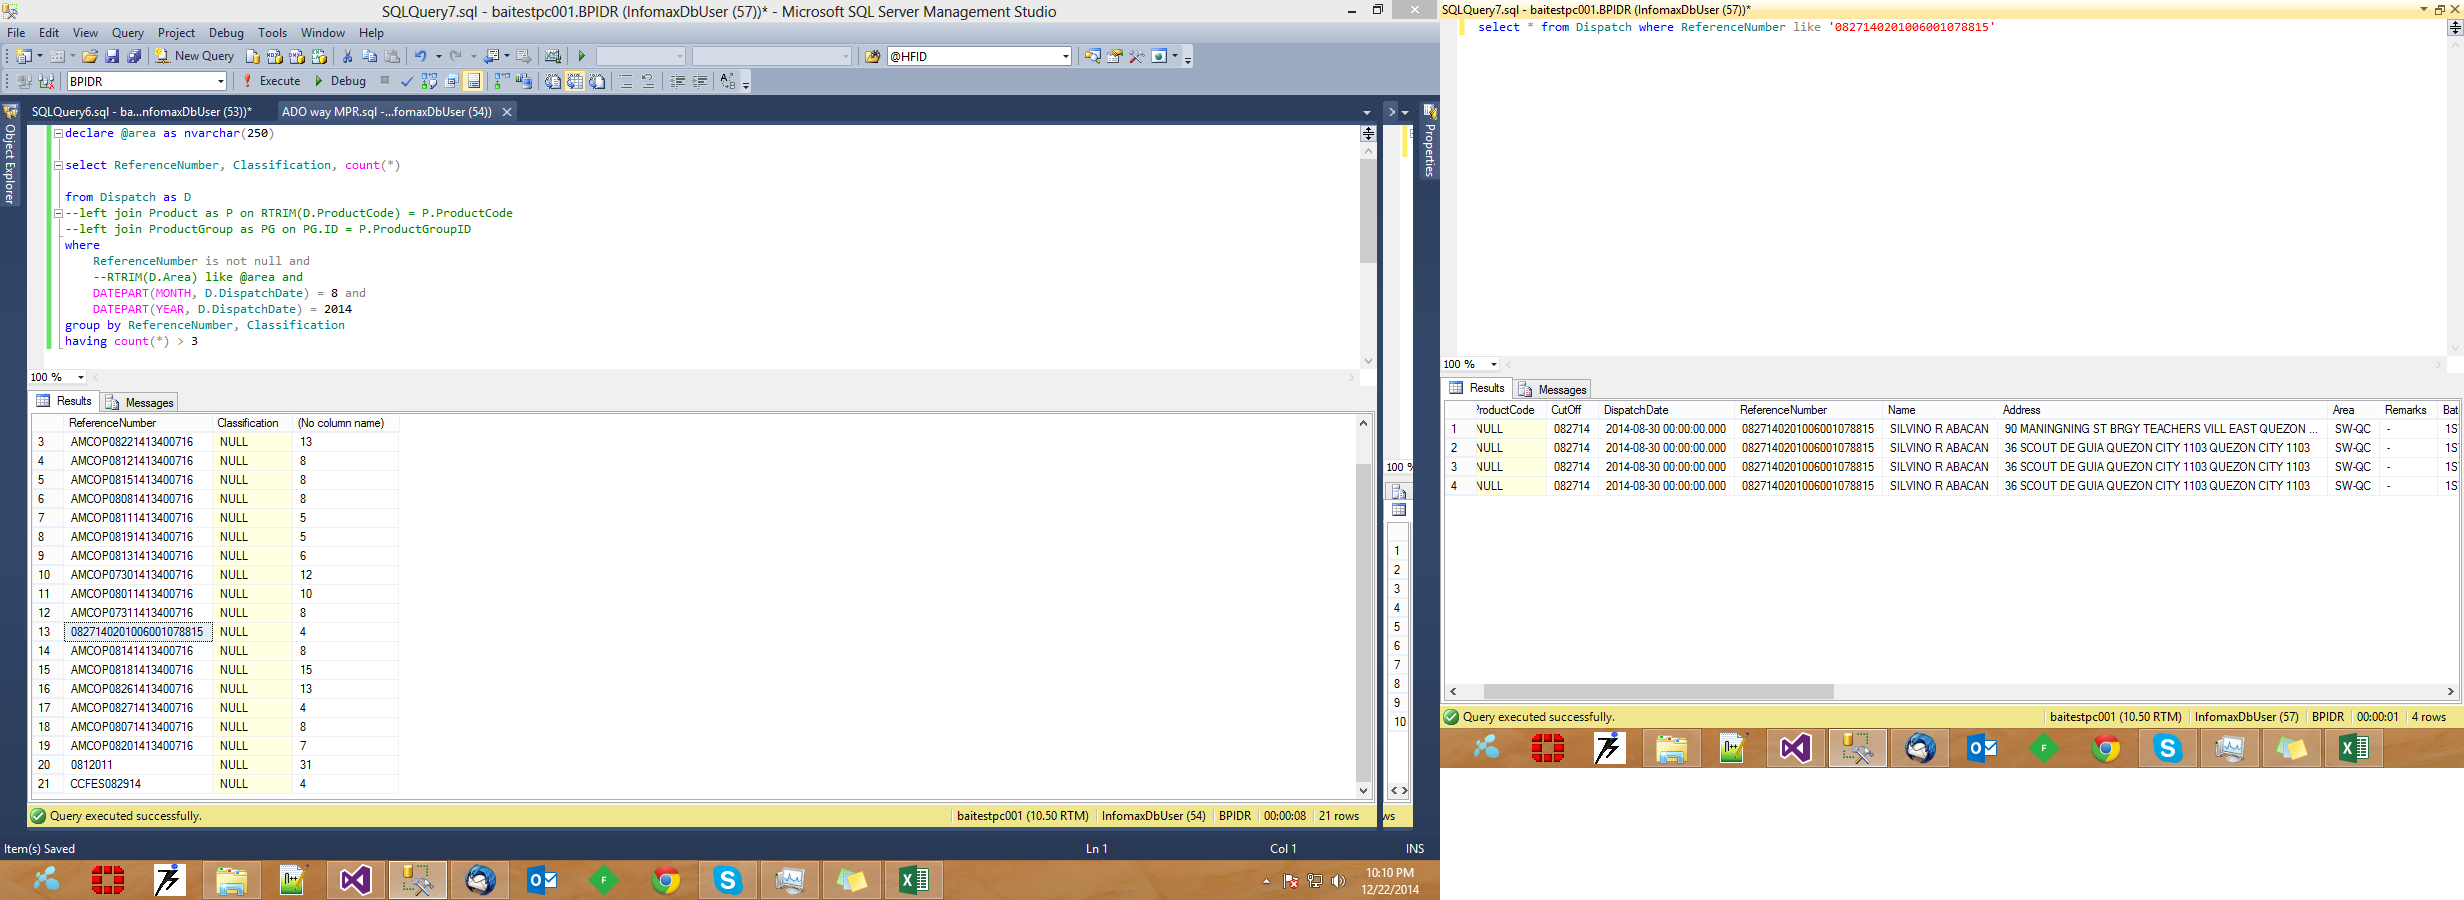 SQLQuery7.sql - baitestpc001.BPIDR (InfomaxDbUser (57))* - Microsoft SQL Server Management Studio
File Edit View Query Project Debug Tools Window Help
New Query @HFID
BPIDR Execute Debug
SQLQuery6.sql - ba...nfomaxDbUser (53))* ADO way MPR.sql -...fomaxDbUser (54))
Object Explorer
declare @area as nvarchar(250)
select ReferenceNumber, Classification, count(*)
from Dispatch as D
--left join Product as P on RTRIM(D.ProductCode) = P.ProductCode
--left join ProductGroup as PG on PG.ID = P.ProductGroupID
where
ReferenceNumber is not null and
--RTRIM(D.Area) like @area and
DATEPART(MONTH, D.DispatchDate) = 8 and
DATEPART(YEAR, D.DispatchDate) = 2014
group by ReferenceNumber, Classification
having count(*) > 3
100 %
Results Messages
ReferenceNumber Classification (No column name)
3 AMCOP08221413400716 NULL 13
4 AMCOP08121413400716 NULL 8
5 AMCOP08151413400716 NULL 8
6 AMCOP08081413400716 NULL 8
7 AMCOP08111413400716 NULL 5
8 AMCOP08191413400716 NULL 5
9 AMCOP08131413400716 NULL 6
10 AMCOP07301413400716 NULL 12
11 AMCOP08011413400716 NULL 10
12 AMCOP07311413400716 NULL 8
13 0827140201006001078815 NULL 4
14 AMCOP08141413400716 NULL 8
15 AMCOP08181413400716 NULL 15
16 AMCOP08261413400716 NULL 13
17 AMCOP08271413400716 NULL 4
18 AMCOP08071413400716 NULL 8
19 AMCOP08201413400716 NULL 7
20 0812011 NULL 31
21 CCFES082914 NULL 4
Query executed successfully. baitestpc001 (10.50 RTM) InfomaxDbUser (54) BPIDR 00:00:08 21 rows
Item(s) Saved Ln 1 Col 1 INS
10:10 PM
12/22/2014
Properties
100 %
1
2
3
4
5
6
7
8
9
10
ws
SQLQuery7.sql - baitestpc001.BPIDR (InfomaxDbUser (57))*
select * from Dispatch where ReferenceNumber like '0827140201006001078815'
100 %
Results Messages
ProductCode CutOff DispatchDate ReferenceNumber Name Address Area Remarks Bat
1 NULL 082714 2014-08-30 00:00:00.000 0827140201006001078815 SILVINO R ABACAN 90 MANINGNING ST BRGY TEACHERS VILL EAST QUEZON ... SW-QC - 1S
2 NULL 082714 2014-08-30 00:00:00.000 0827140201006001078815 SILVINO R ABACAN 36 SCOUT DE GUIA QUEZON CITY 1103 QUEZON CITY 1103 SW-QC - 1S
3 NULL 082714 2014-08-30 00:00:00.000 0827140201006001078815 SILVINO R ABACAN 36 SCOUT DE GUIA QUEZON CITY 1103 QUEZON CITY 1103 SW-QC - 1S
4 NULL 082714 2014-08-30 00:00:00.000 0827140201006001078815 SILVINO R ABACAN 36 SCOUT DE GUIA QUEZON CITY 1103 QUEZON CITY 1103 SW-QC - 1S
Query executed successfully. baitestpc001 (10.50 RTM) InfomaxDbUser (57) BPIDR 00:00:01 4 rows